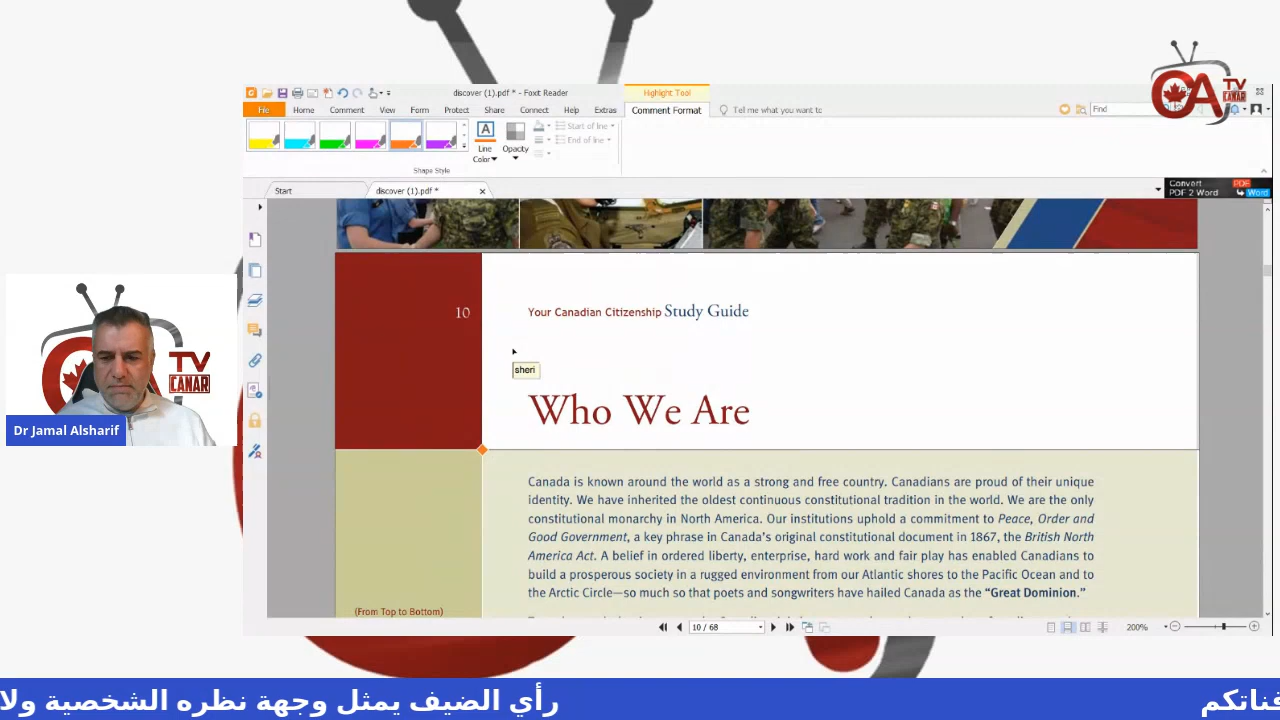 discover (1).pdf * - Foxit Reader
Highlight Tool
File Home Comment View Form Protect Share Connect Help Extras Comment Format Tell me what you want to
Find
Start of line
End of line
Line
Color
Opacity
Shape Style
Start
discover (1).pdf *
Convert
PDF 2 Word
PDF
Word
TV
CANAR
10
Your Canadian Citizenship Study Guide
sheri
Who We Are
Canada is known around the world as a strong and free country. Canadians are proud of their unique
identity. We have inherited the oldest continuous constitutional tradition in the world. We are the only
constitutional monarchy in North America. Our institutions uphold a commitment to Peace, Order and
Good Government, a key phrase in Canada's original constitutional document in 1867, the British North
America Act. A belief in ordered liberty, enterprise, hard work and fair play has enabled Canadians to
build a prosperous society in a rugged environment from our Atlantic shores to the Pacific Ocean and to
the Arctic Circle—so much so that poets and songwriters have hailed Canada as the “Great Dominion.”
(From Top to Bottom)
10 / 68
200%
TV
CANAR
Dr Jamal Alsharif
رأي الضيف يمثل وجهة نظره الشخصية ولا